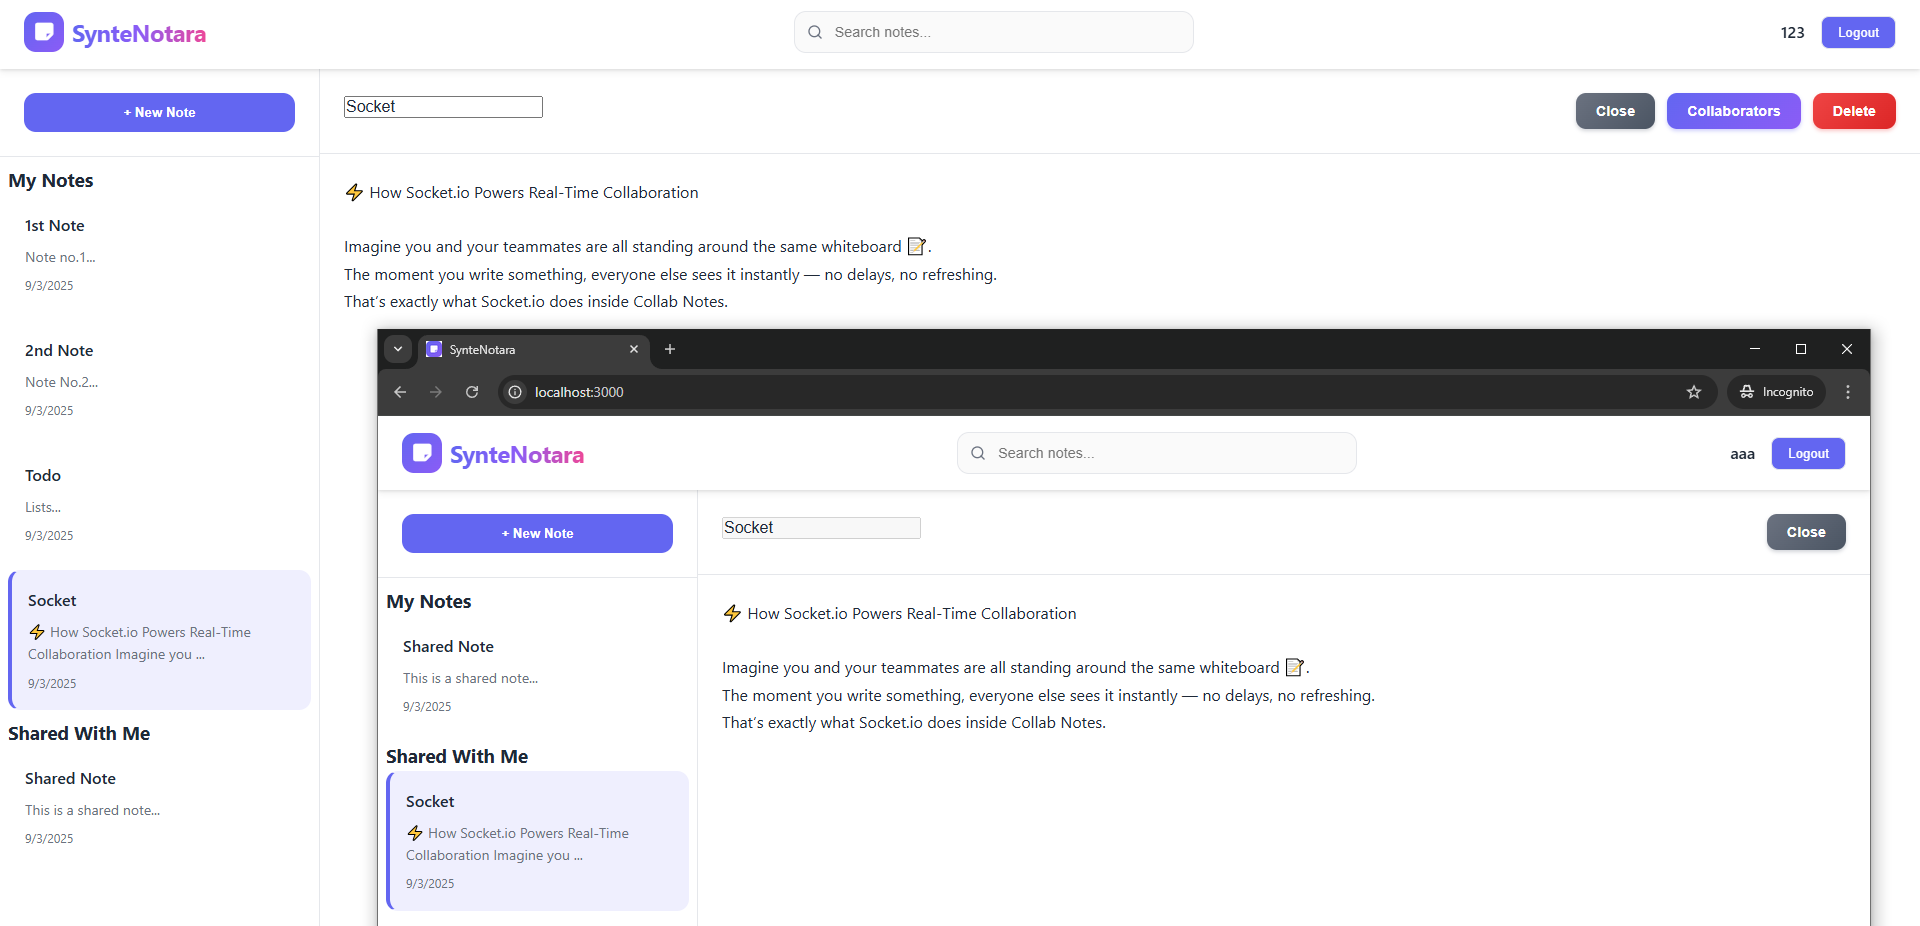 SynteNotara
Search notes...
123
Logout
+ New Note
My Notes
1st Note
Note no.1...
9/3/2025
2nd Note
Note No.2...
9/3/2025
Todo
Lists...
9/3/2025
Socket
⚡ How Socket.io Powers Real-Time
Collaboration Imagine you ...
9/3/2025
Shared With Me
Shared Note
This is a shared note...
9/3/2025
Socket
Close
Collaborators
Delete
⚡ How Socket.io Powers Real-Time Collaboration
Imagine you and your teammates are all standing around the same whiteboard 📝.
The moment you write something, everyone else sees it instantly — no delays, no refreshing.
That’s exactly what Socket.io does inside Collab Notes.
SynteNotara
localhost:3000
Incognito
SynteNotara
Search notes...
aaa
Logout
+ New Note
My Notes
Shared Note
This is a shared note...
9/3/2025
Shared With Me
Socket
⚡ How Socket.io Powers Real-Time
Collaboration Imagine you ...
9/3/2025
Socket
Close
⚡ How Socket.io Powers Real-Time Collaboration
Imagine you and your teammates are all standing around the same whiteboard 📝.
The moment you write something, everyone else sees it instantly — no delays, no refreshing.
That’s exactly what Socket.io does inside Collab Notes.